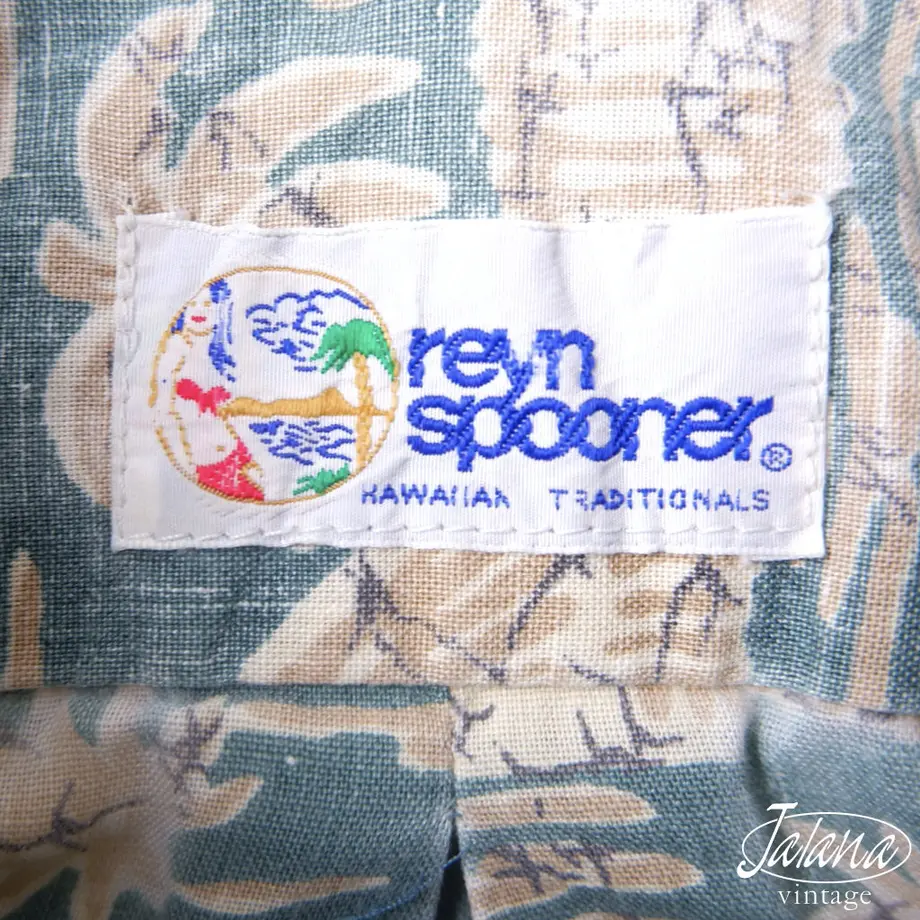 reyn
spooner®
HAWAIIAN TRADITIONALS
Jalana
vintage